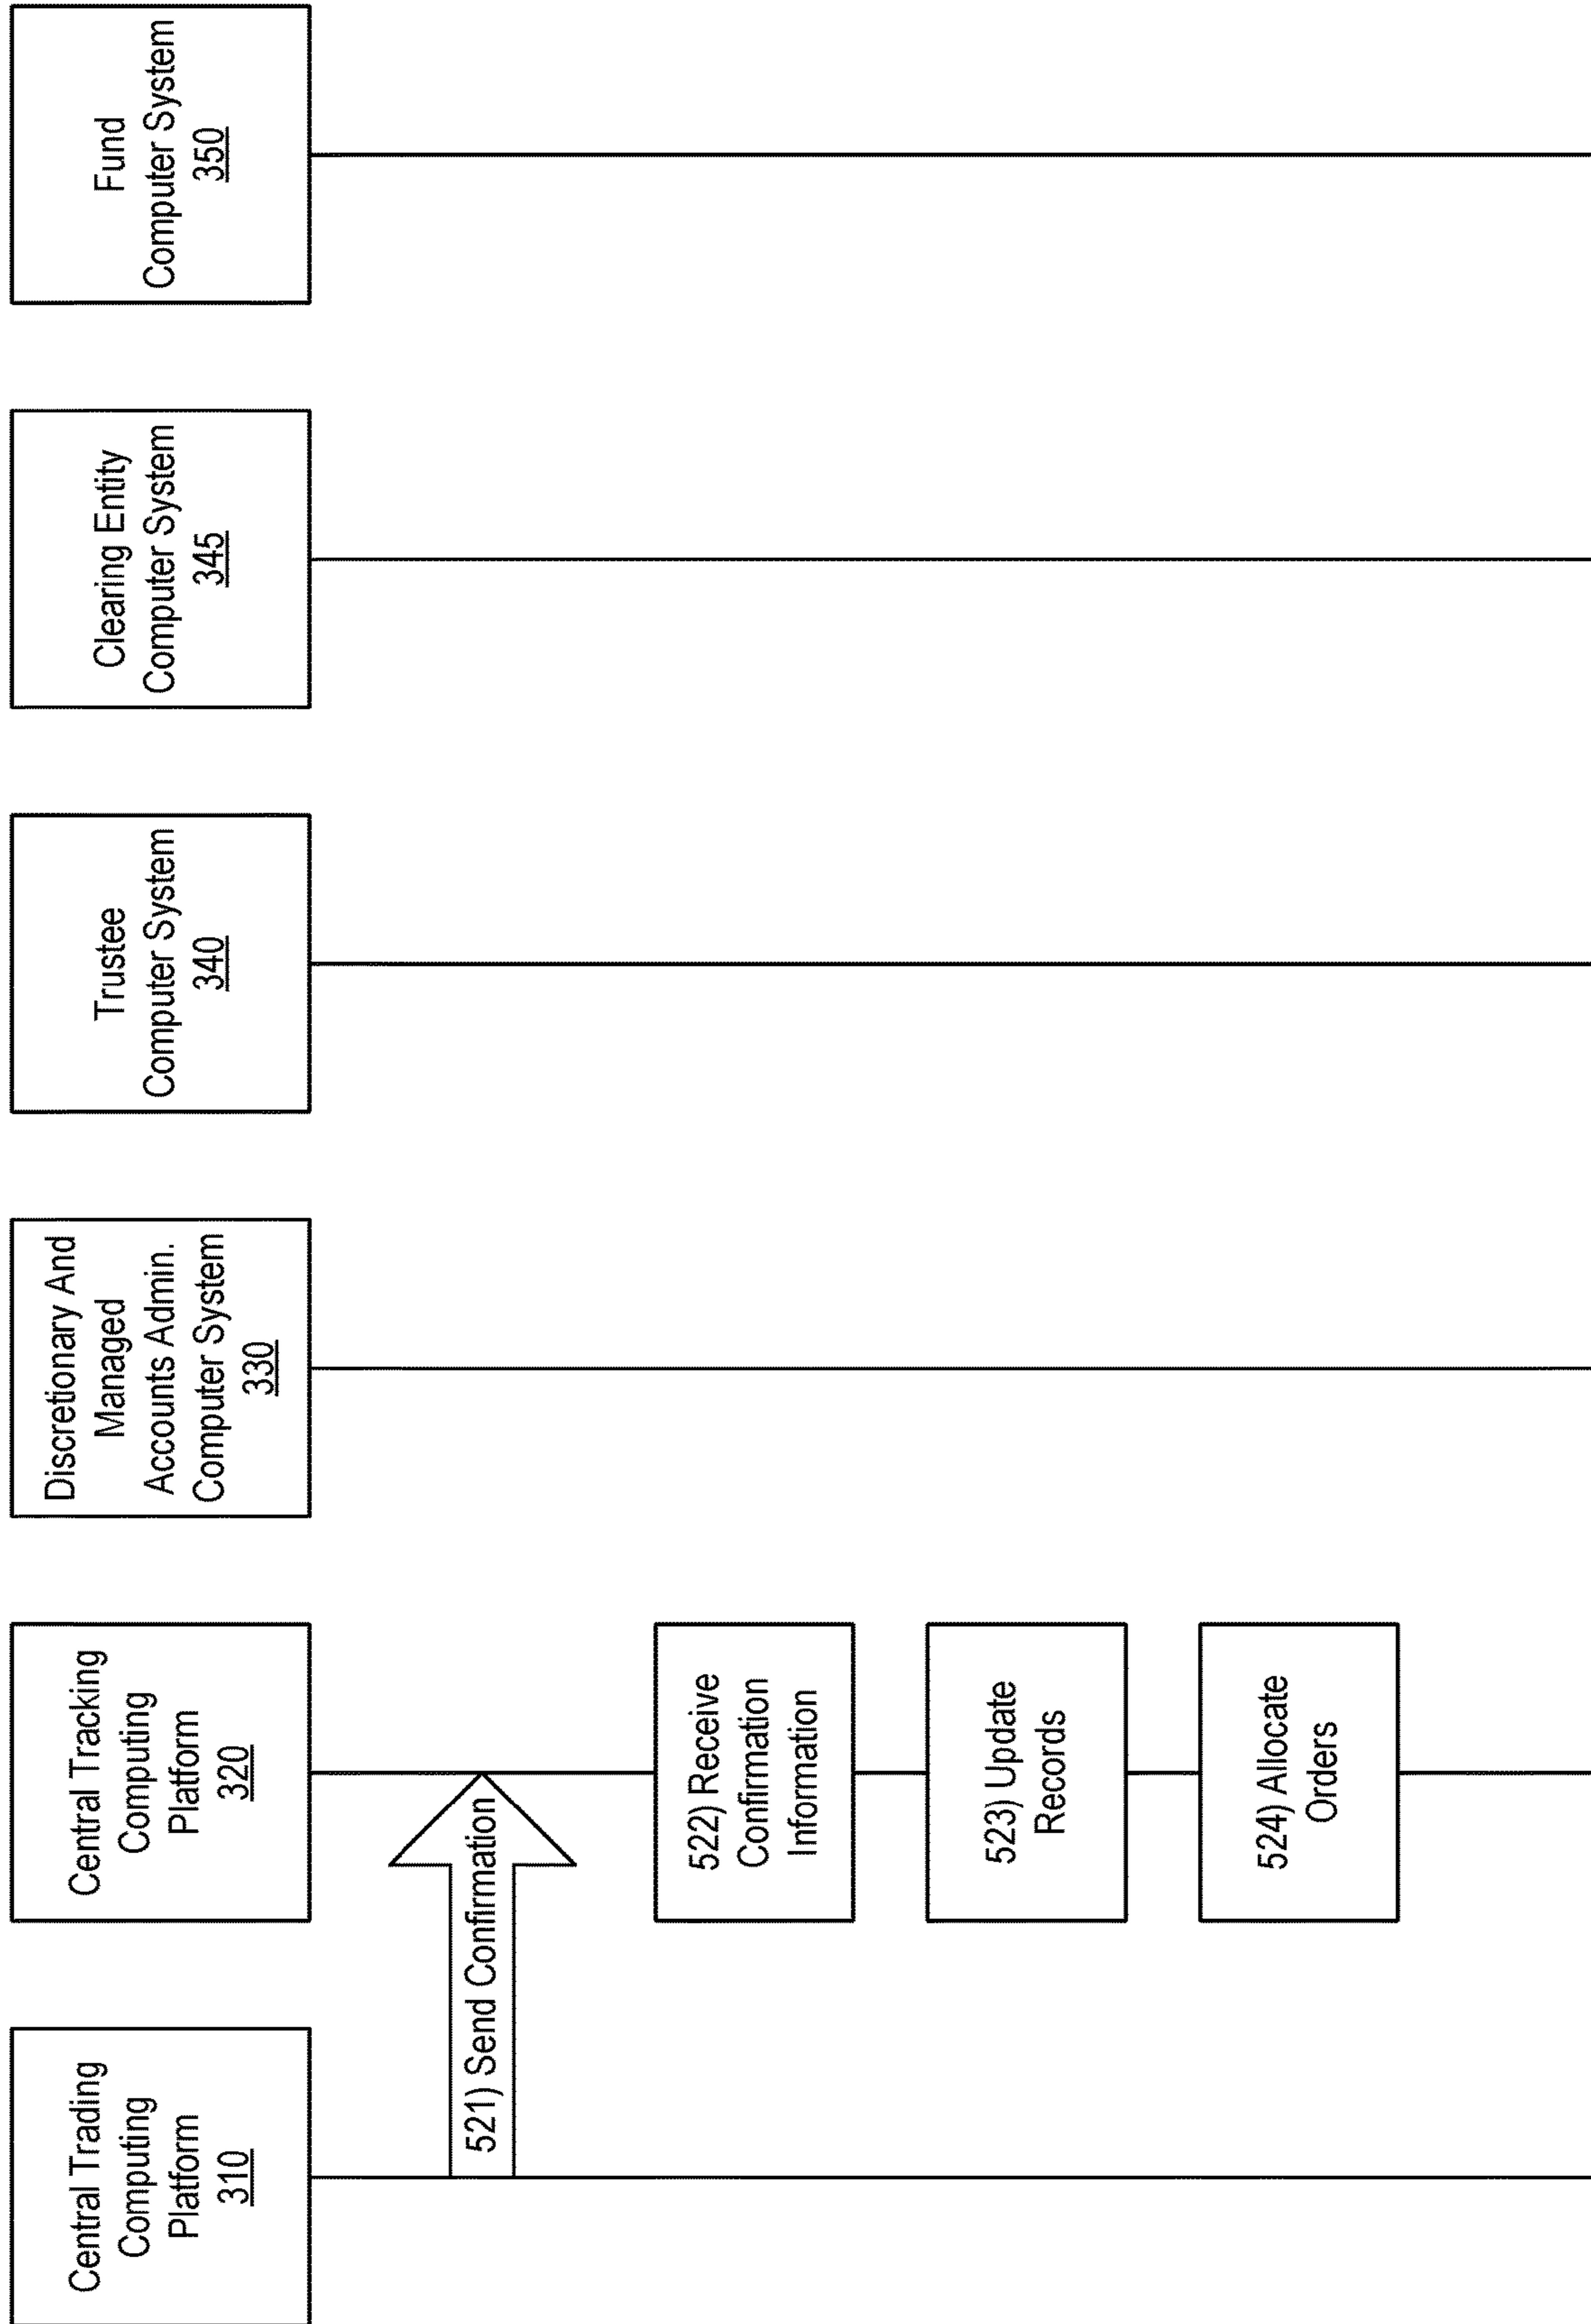 Central Trading
Computing
Platform
310
Central Tracking
Computing
Platform
320
Discretionary And
Managed
Accounts Admin.
Computer System
330
Trustee
Computer System
340
Clearing Entity
Computer System
345
Fund
Computer System
350
521) Send Confirmation
522) Receive
Confirmation
Information
523) Update
Records
524) Allocate
Orders